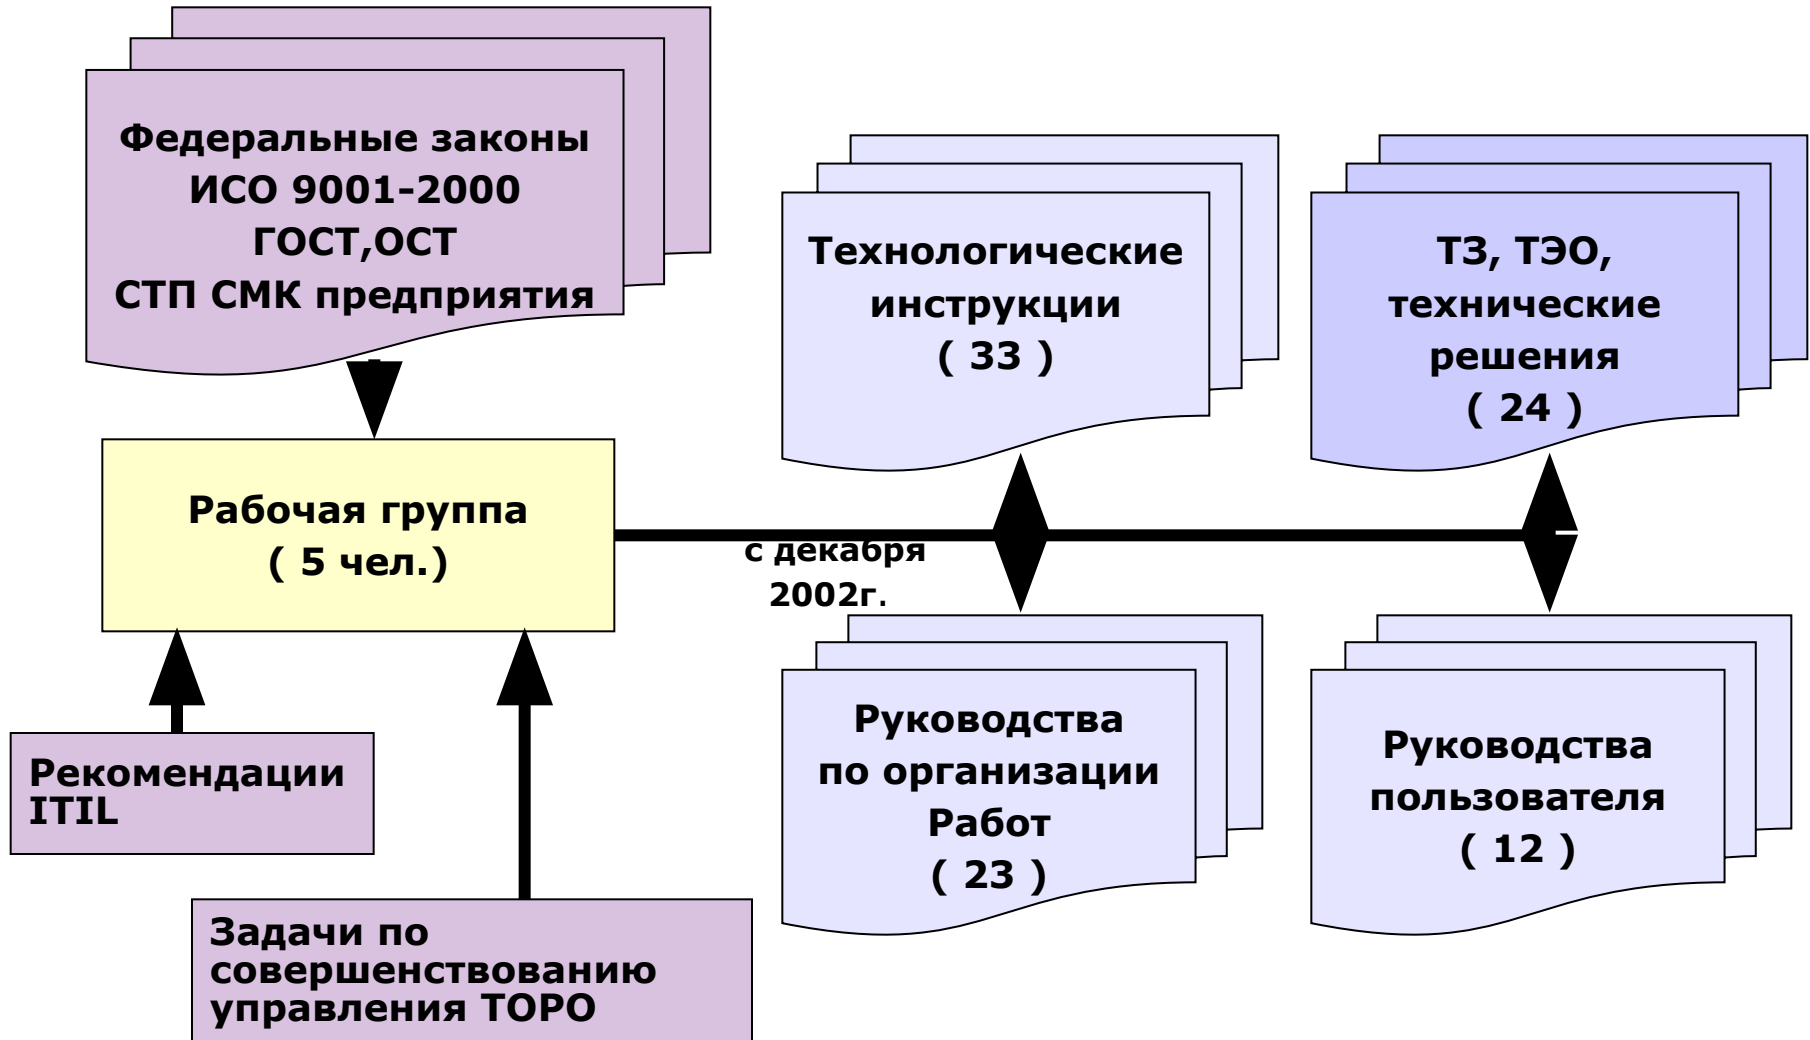 Федеральные законы
ИСО 9001-2000
ГОСТ,ОСТ
СТП СМК предприятия
Технологические
инструкции
( 33 )
ТЗ, ТЭО,
технические
решения
( 24 )
Рабочая группа
( 5 чел.)
с декабря
2002г.
Рекомендации
ITIL
Задачи по
совершенствованию
управления ТОРО
Руководства
по организации
Работ
( 23 )
Руководства
пользователя
( 12 )